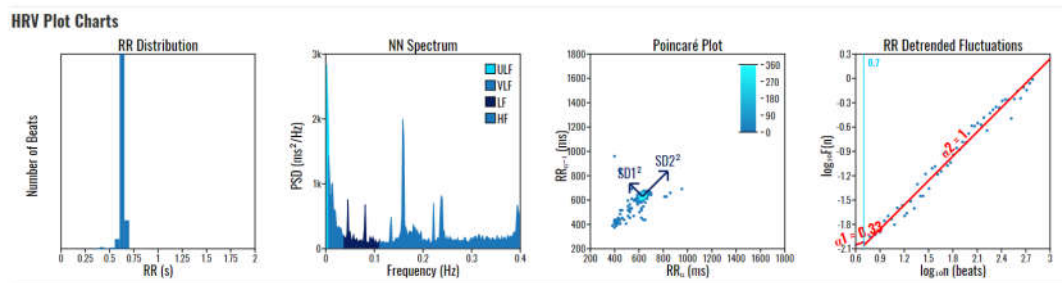 HRV Plot Charts
RR Distribution
Number of Beats
0 0.25 0.5 0.75 1 1.25 1.5 1.75 2
RR (s)
NN Spectrum
PSD (ms²/Hz)
3k
2k
1k
0
ULF
VLF
LF
HF
0 0.1 0.2 0.3 0.4
Frequency (Hz)
Poincaré Plot
RRₙ₋₁ (ms)
1800
1600
1400
1200
1000
800
600
400
200
360
270
180
90
0
SD1² SD2²
200 400 600 800 1000 1200 1400 1600 1800
RRₙ (ms)
RR Detrended Fluctuations
log₁₀F(n)
0.3
0
-0.3
-0.6
-0.9
-1.2
-1.5
-1.8
-2.1
0.7
α2 = 1
α1 = 0.33
0.6 0.9 1.2 1.5 1.8 2.1 2.4 2.7 3
log₁₀n (beats)